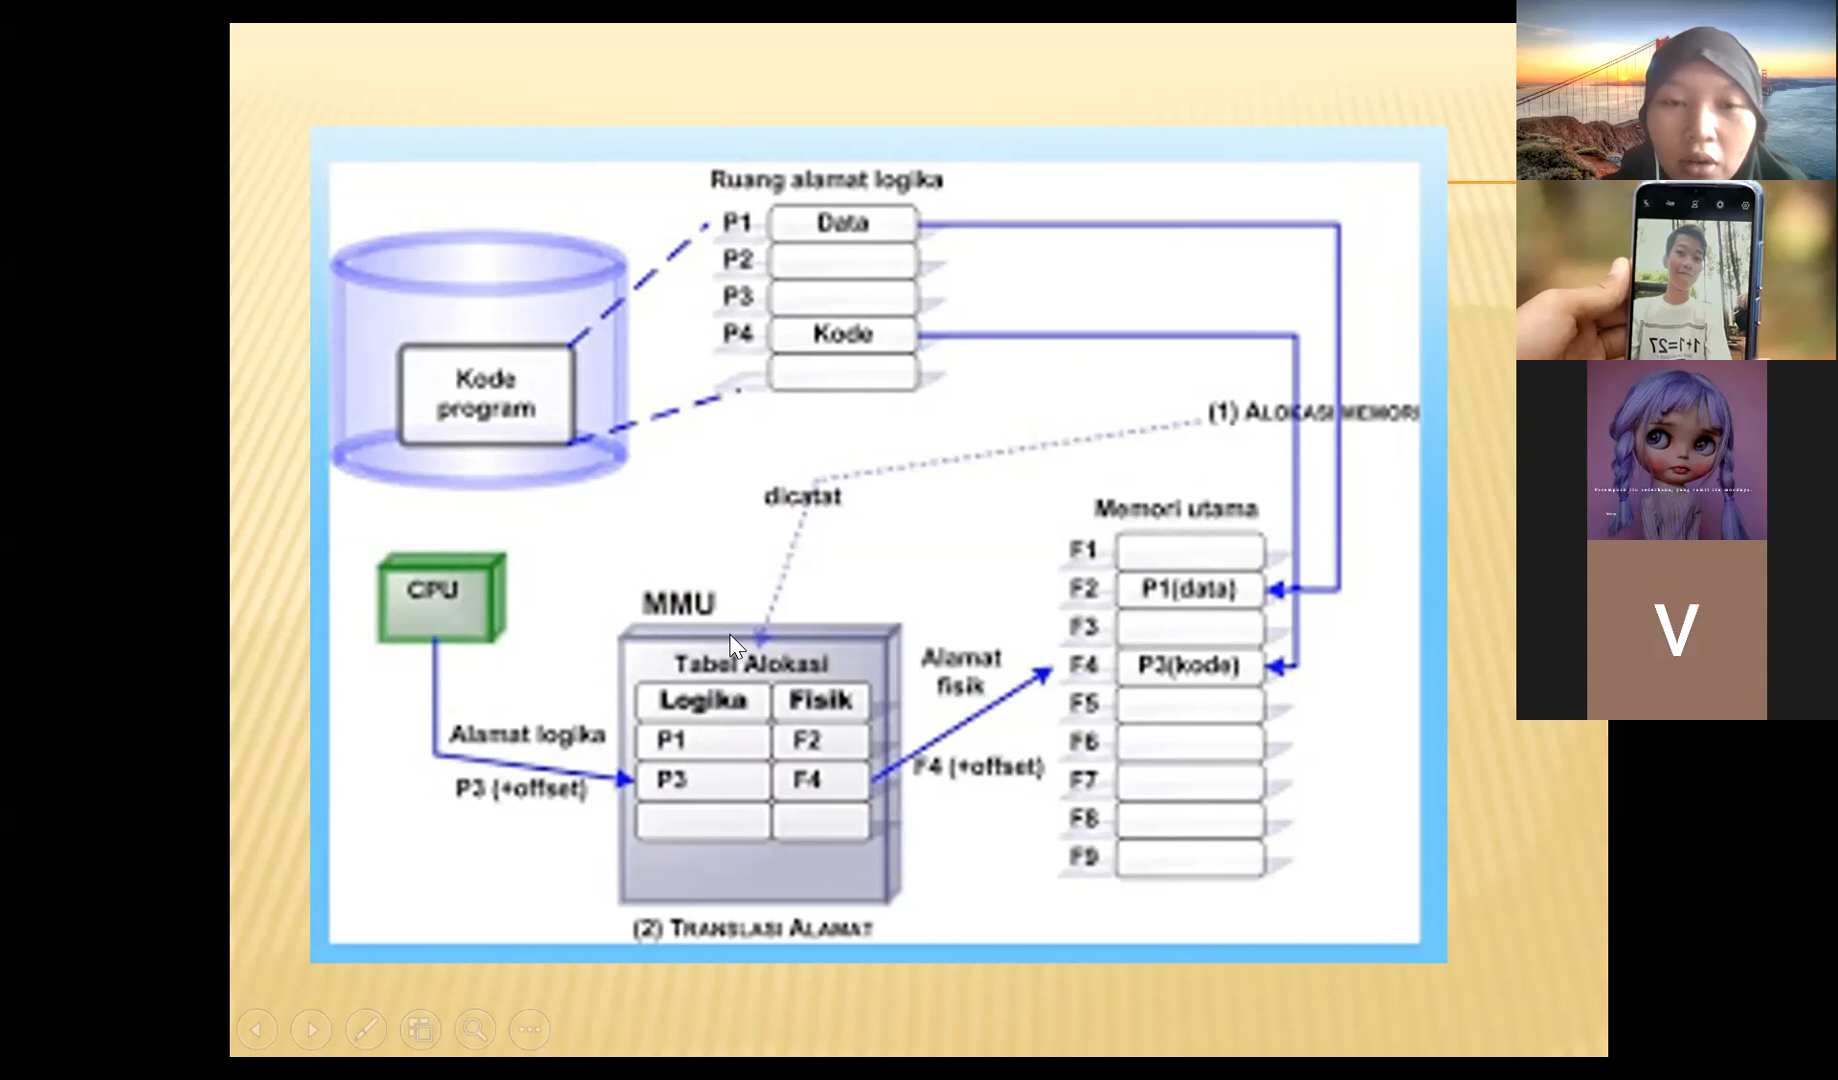 Ruang alamat logika
P1 Data
P2
P3
P4 Kode
Kode
program
(1) ALOKASI MEMORI
dicatat
Memori utama
F1
F2 P1(data)
F3
F4 P3(kode)
F5
F6
F7
F8
F9
CPU
MMU
Tabel Alokasi
Logika Fisik
P1 F2
P3 F4
Alamat logika
P3 (+offset)
Alamat
fisik
F4 (+offset)
(2) TRANSLASI ALAMAT
1+1=27
V